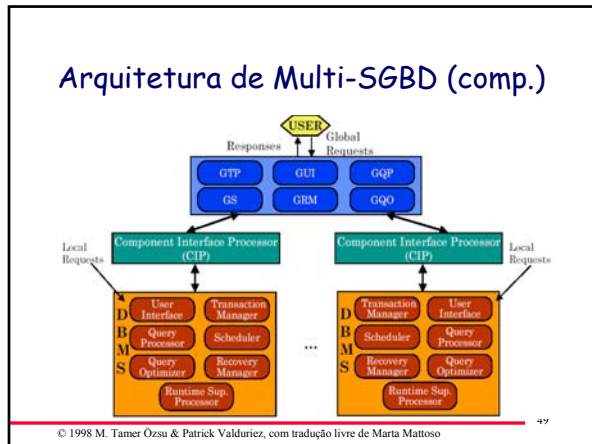 Arquitetura de Multi-SGBD (comp.)
USER
Responses
Global
Requests
GTP GUI GQP
GS GRM GQO
Component Interface Processor
(CIP)
Component Interface Processor
(CIP)
Local
Requests
Local
Requests
D
B
M
S
User
Interface
Transaction
Manager
Query
Processor
Scheduler
Query
Optimizer
Recovery
Manager
Runtime Sup.
Processor
...
D
B
M
S
Transaction
Manager
User
Interface
Scheduler
Query
Processor
Recovery
Manager
Query
Optimizer
Runtime Sup.
Processor
49
© 1998 M. Tamer Özsu & Patrick Valduriez, com tradução livre de Marta Mattoso